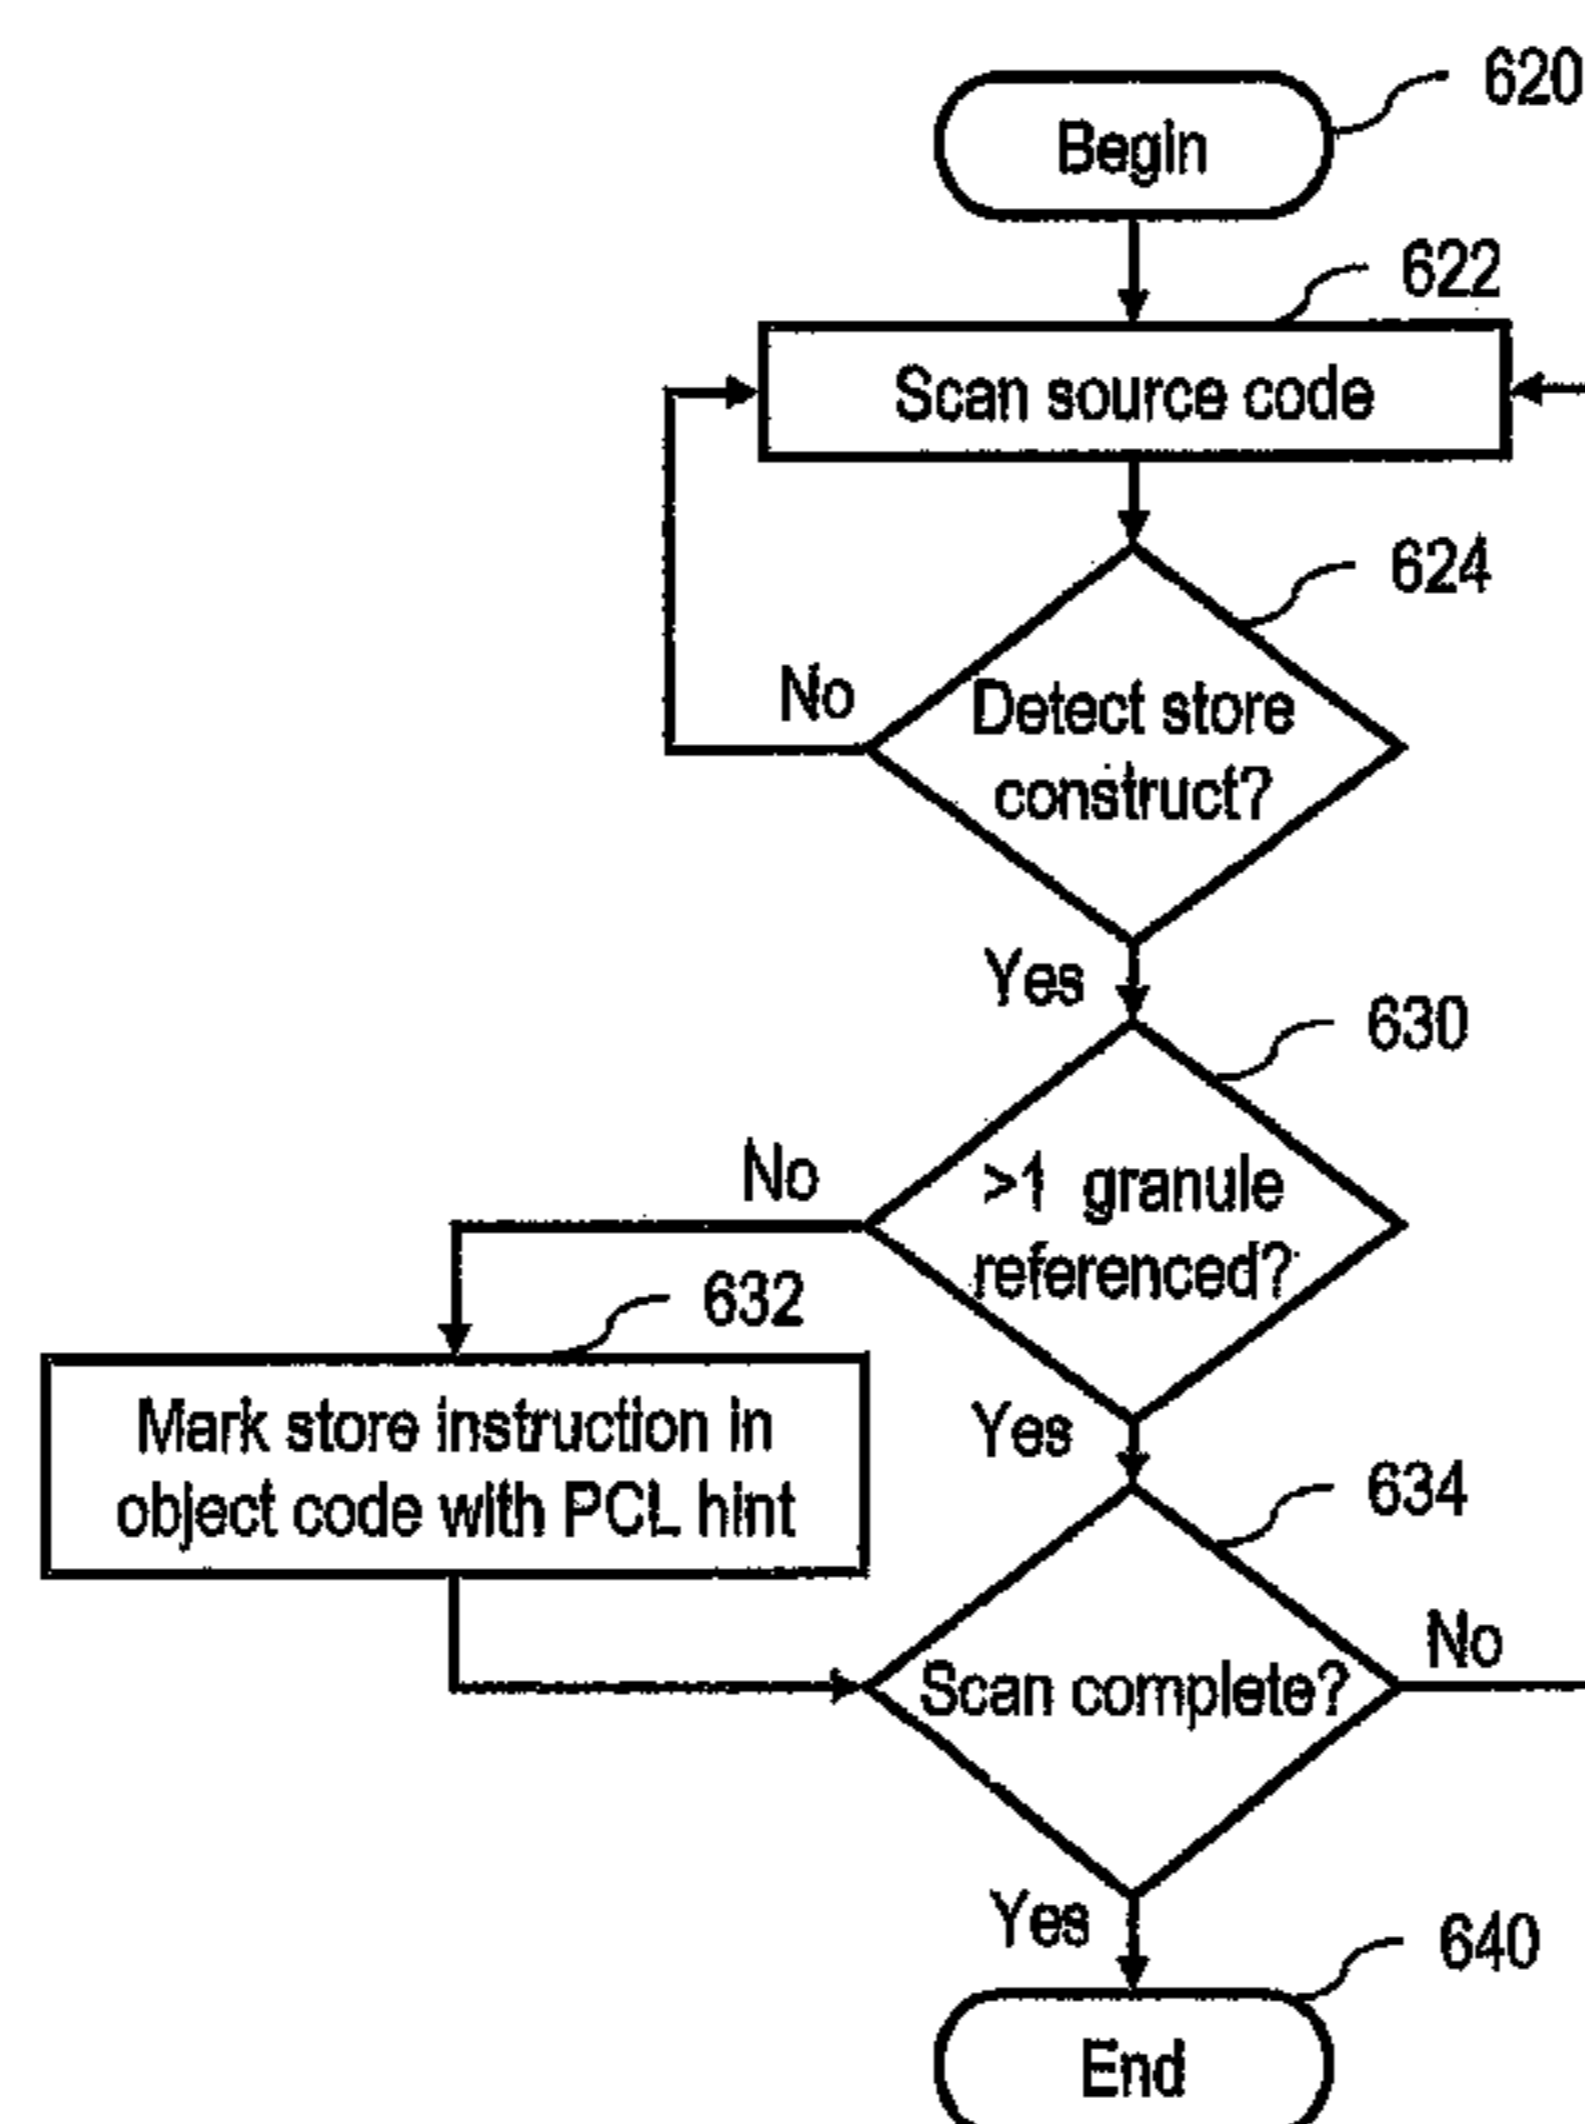 620
Begin
622
Scan source code
624
No
Detect store
construct?
Yes
630
No
>1 granule
referenced?
632
Mark store instruction in
object code with PCL hint
Yes
634
No
Scan complete?
Yes
640
End